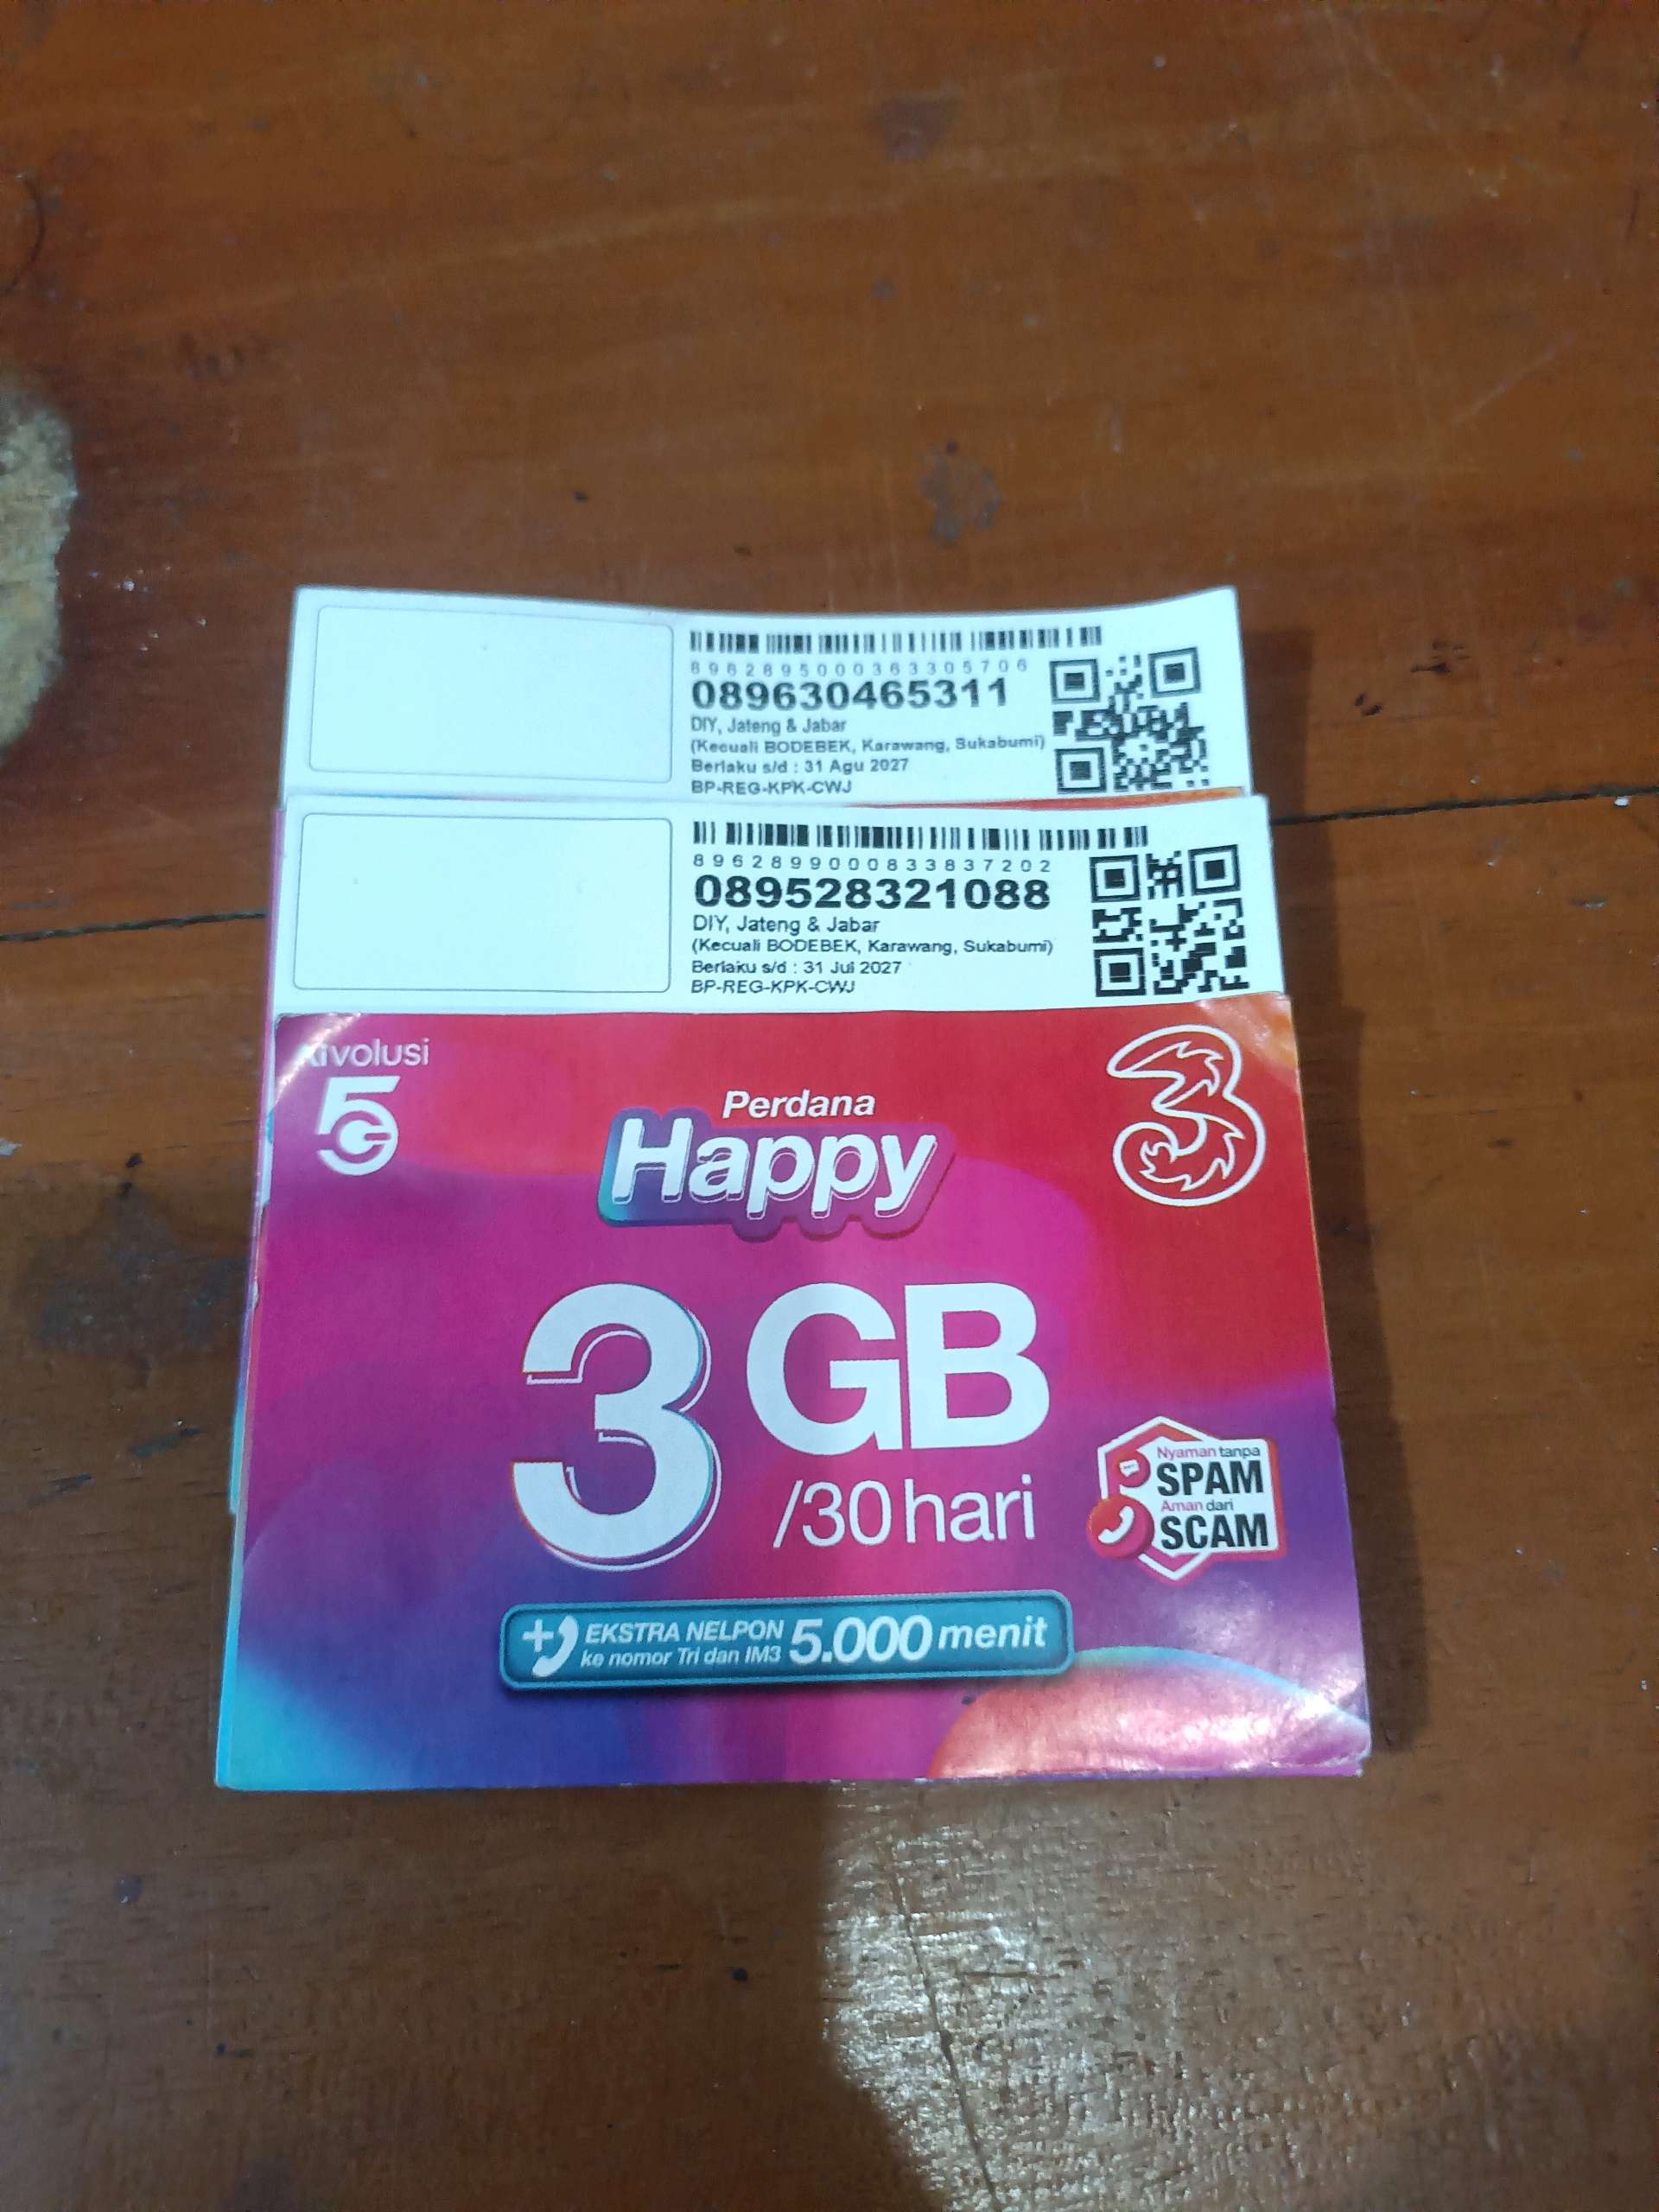 8962895000363305706
089630465311
DIY, Jateng & Jabar
(Kecuali BODEBEK, Karawang, Sukabumi)
Berlaku s/d : 31 Agu 2027
BP-REG-KPK-CWJ
8962899000833837202
089528321088
DIY, Jateng & Jabar
(Kecuali BODEBEK, Karawang, Sukabumi)
Berlaku s/d : 31 Jul 2027
BP-REG-KPK-CWJ
Rivolusi
5G
3
Perdana
Happy
3 GB
/30 hari
Nyaman tanpa
SPAM
Aman dari
SCAM
+ EKSTRA NELPON 5.000 menit
ke nomor Tri dan IM3